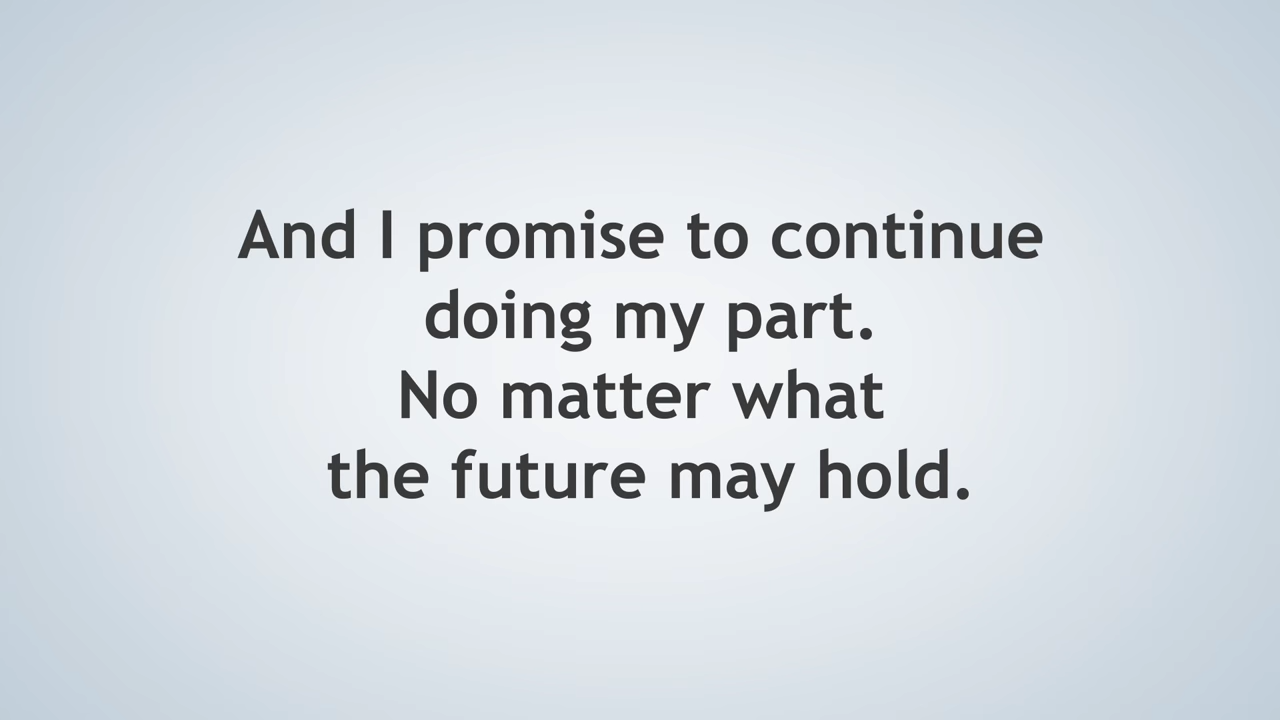 And I promise to continue
doing my part.
No matter what
the future may hold.